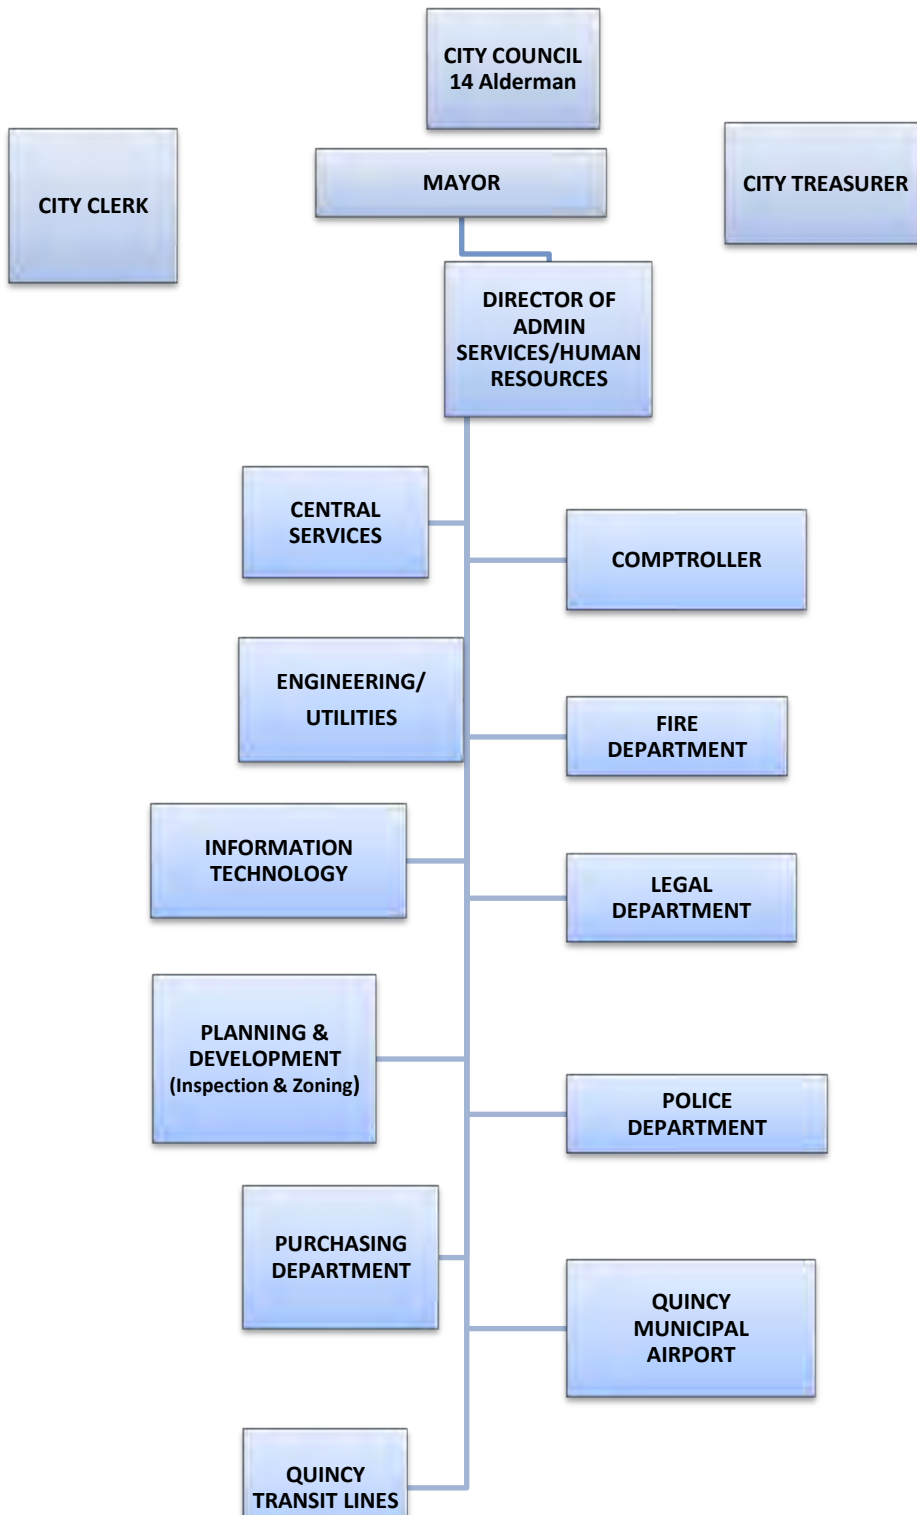 CITY COUNCIL
14 Alderman
CITY CLERK
MAYOR
CITY TREASURER
DIRECTOR OF
ADMIN
SERVICES/HUMAN
RESOURCES
CENTRAL
SERVICES
COMPTROLLER
ENGINEERING/
UTILITIES
FIRE
DEPARTMENT
INFORMATION
TECHNOLOGY
LEGAL
DEPARTMENT
PLANNING &
DEVELOPMENT
(Inspection & Zoning)
POLICE
DEPARTMENT
PURCHASING
DEPARTMENT
QUINCY
MUNICIPAL
AIRPORT
QUINCY
TRANSIT LINES